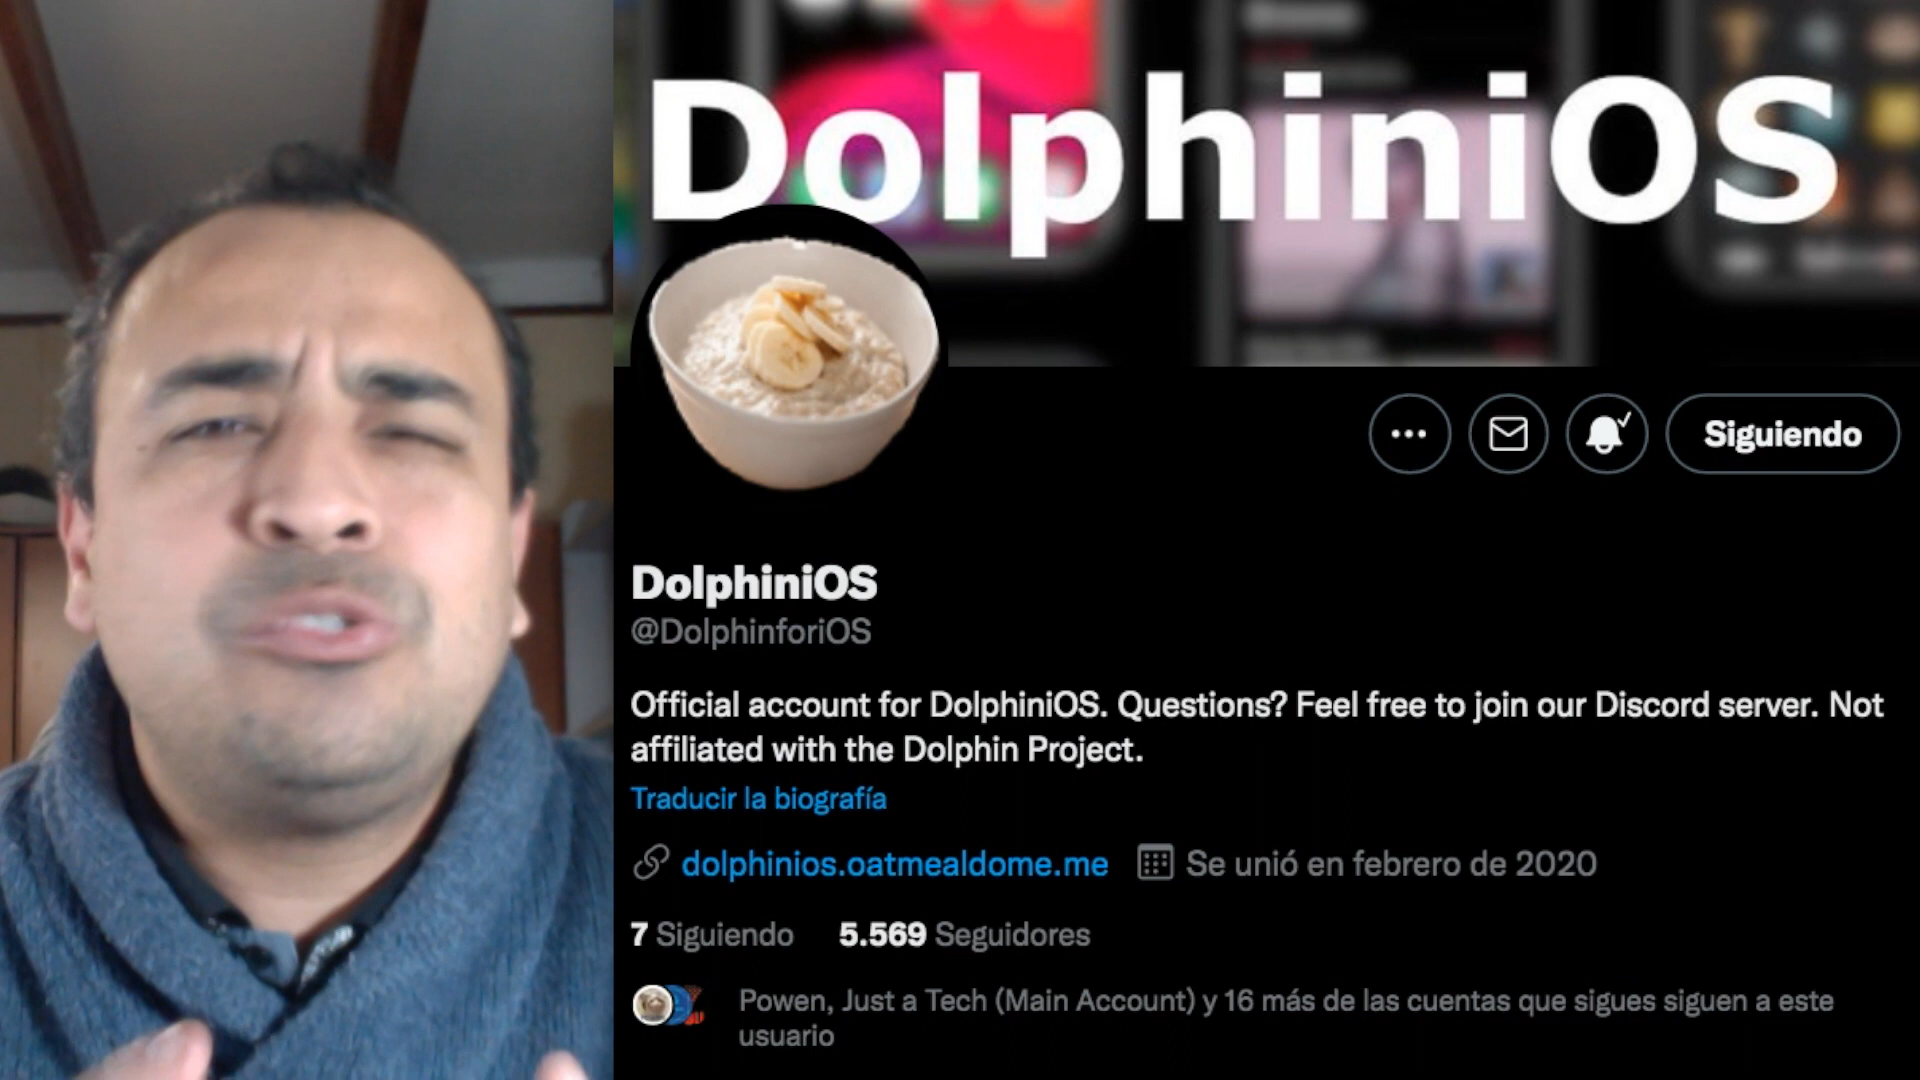 DolphiniOS
Siguiendo
DolphiniOS
@DolphinforiOS
Official account for DolphiniOS. Questions? Feel free to join our Discord server. Not
affiliated with the Dolphin Project.
Traducir la biografía
dolphinios.oatmealdome.me Se unió en febrero de 2020
7 Siguiendo 5.569 Seguidores
Powen, Just a Tech (Main Account) y 16 más de las cuentas que sigues siguen a este
usuario